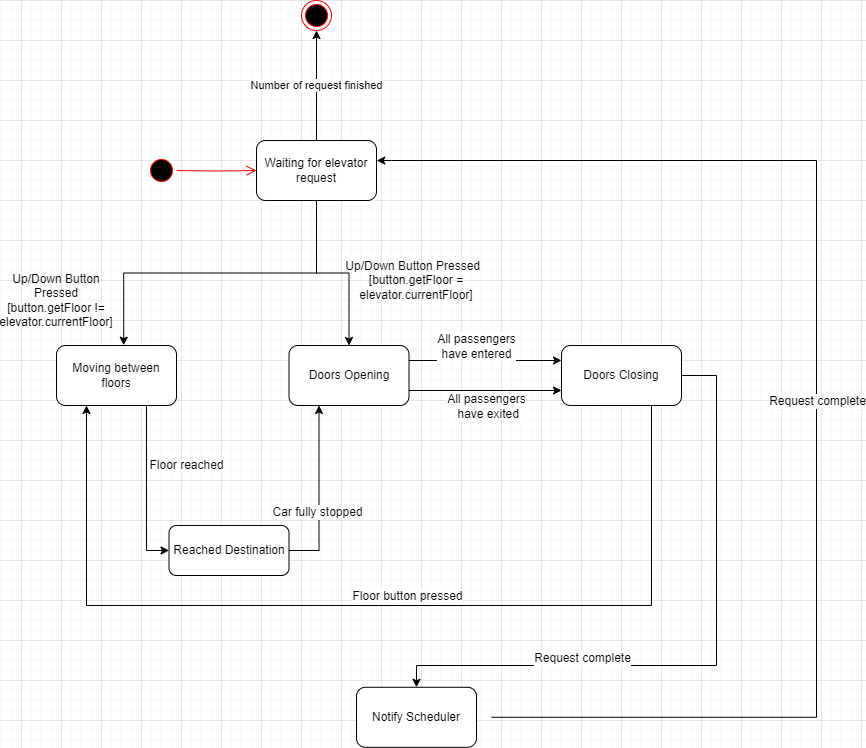 Number of request finished
Waiting for elevator
request
Up/Down Button
Pressed
[button.getFloor !=
elevator.currentFloor]
Up/Down Button Pressed
[button.getFloor =
elevator.currentFloor]
Moving between
floors
Doors Opening
All passengers
have entered
All passengers
have exited
Doors Closing
Request complete
Floor reached
Car fully stopped
Reached Destination
Floor button pressed
Request complete
Notify Scheduler